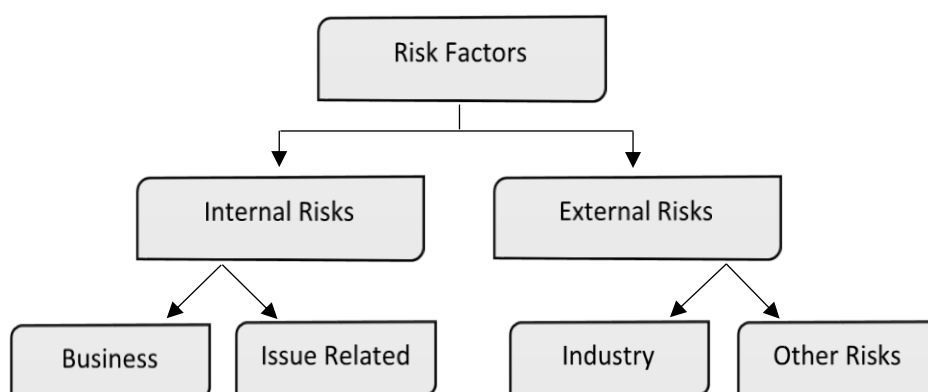 Risk Factors
Internal Risks
External Risks
Business
Issue Related
Industry
Other Risks